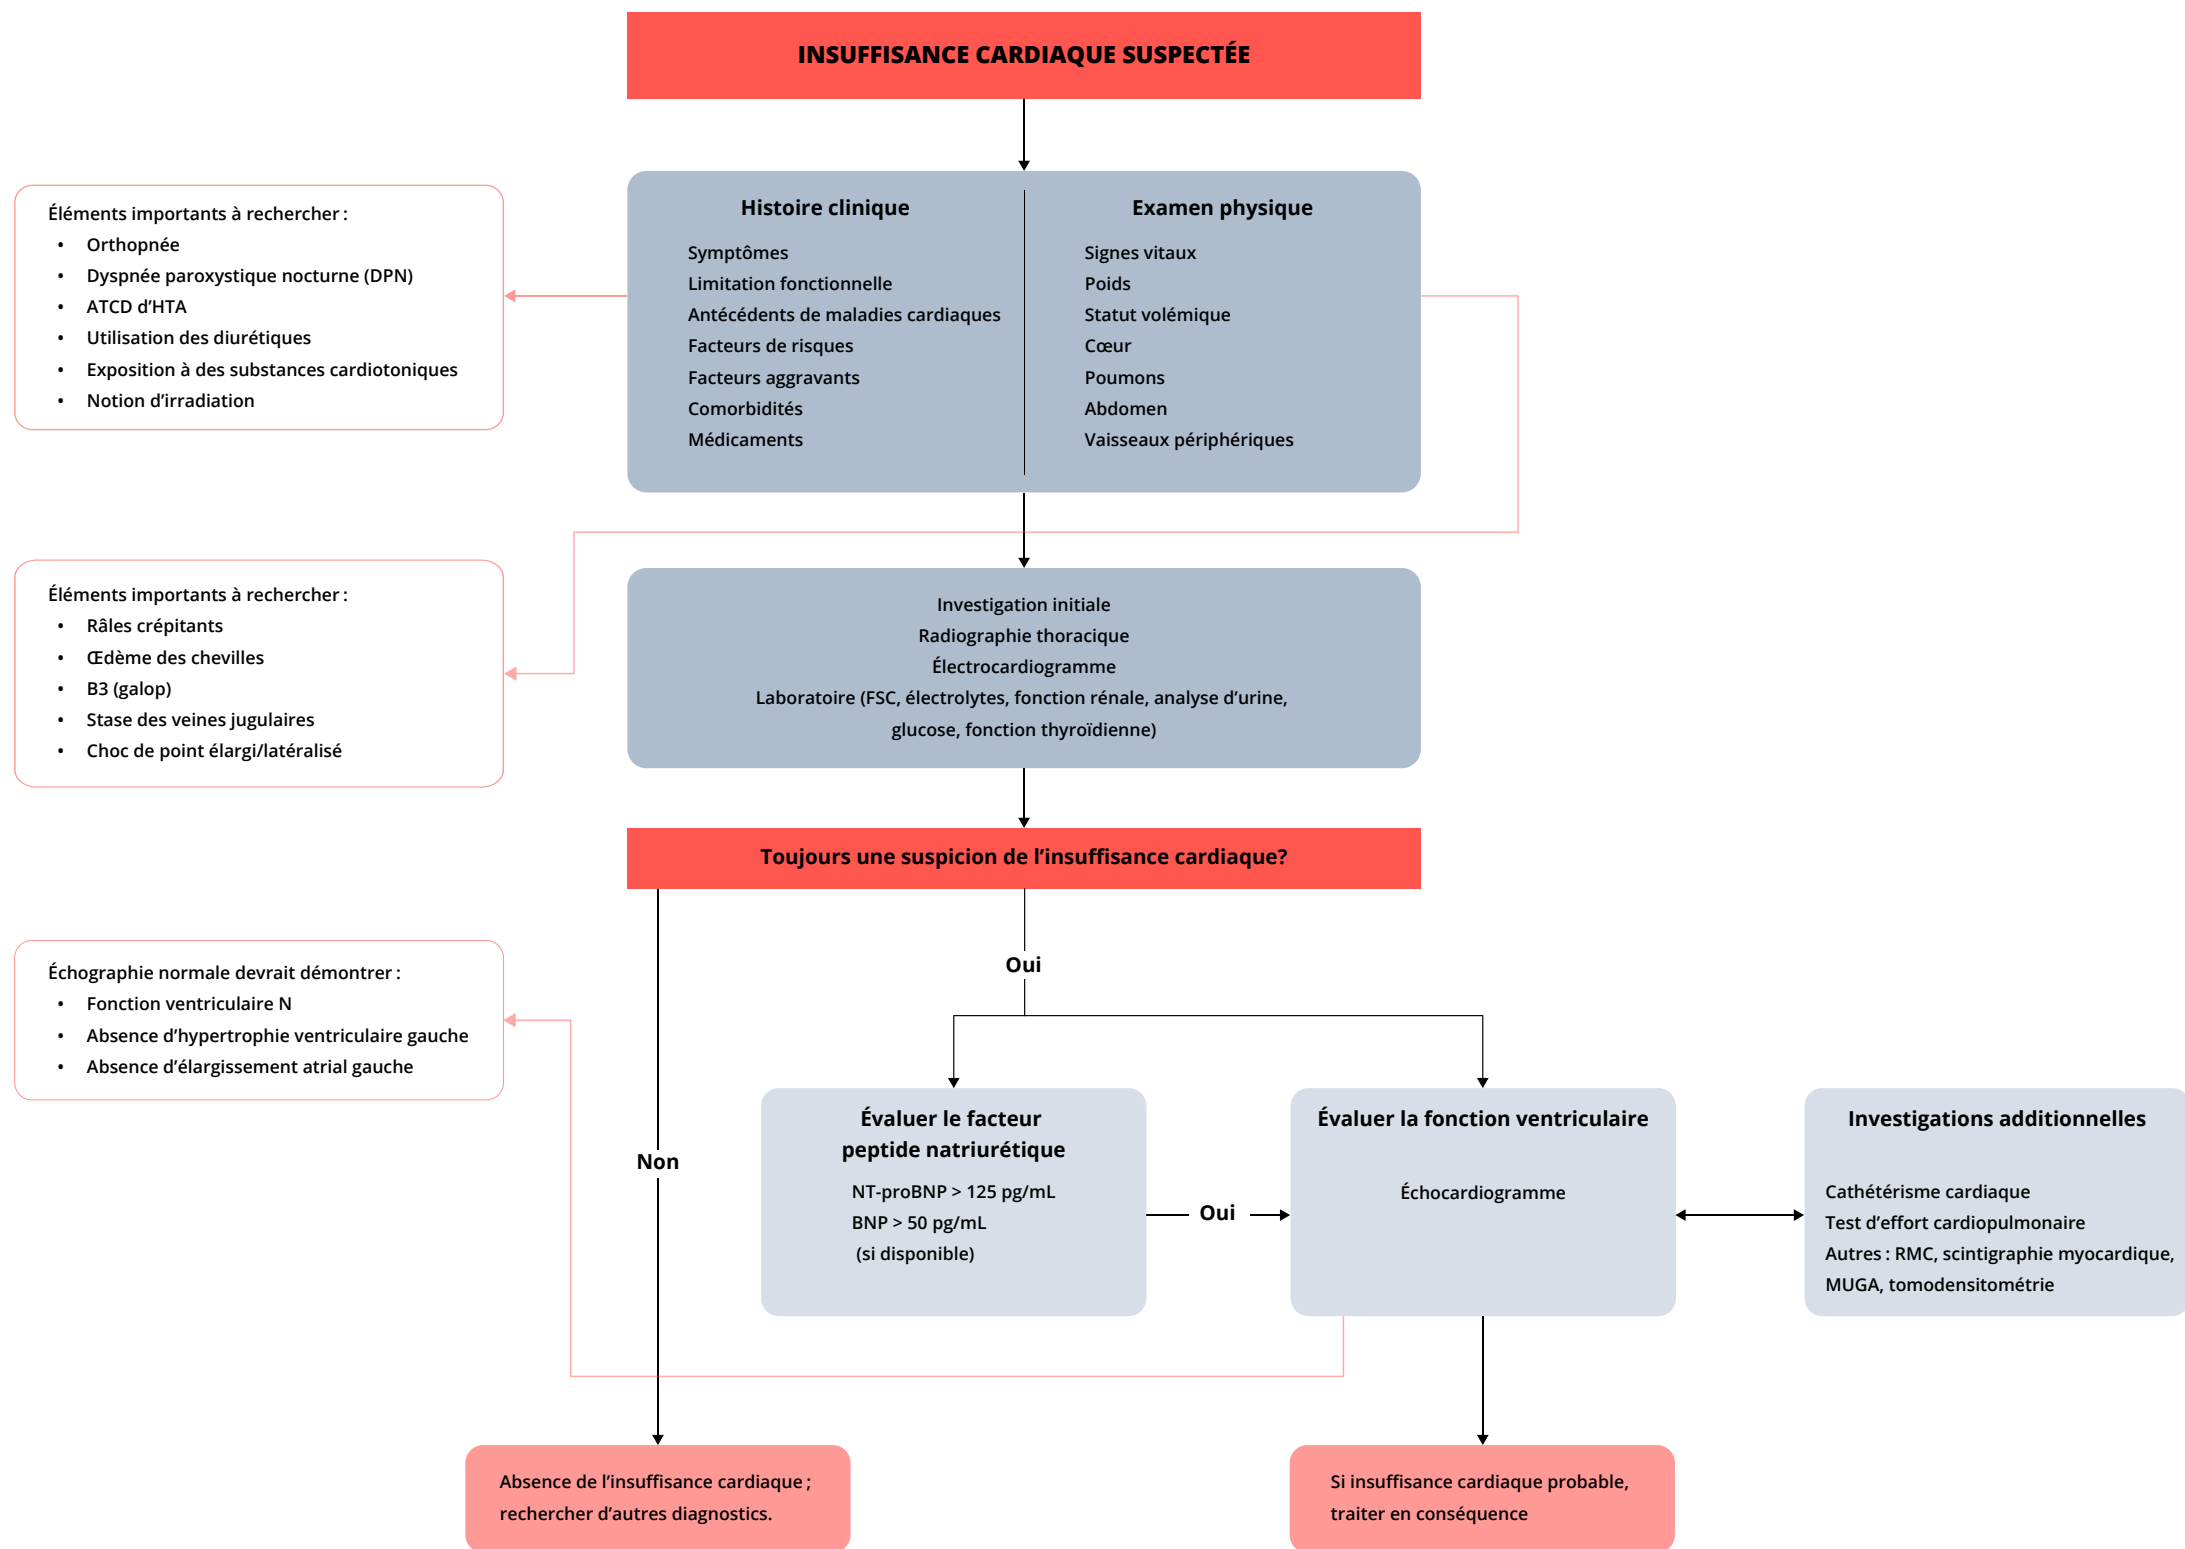 INSUFFISANCE CARDIAQUE SUSPECTÉE
Éléments importants à rechercher :
• Orthopnée
• Dyspnée paroxystique nocturne (DPN)
• ATCD d'HTA
• Utilisation des diurétiques
• Exposition à des substances cardiotoniques
• Notion d'irradiation
Histoire clinique
Symptômes
Limitation fonctionnelle
Antécédents de maladies cardiaques
Facteurs de risques
Facteurs aggravants
Comorbidités
Médicaments
Examen physique
Signes vitaux
Poids
Statut volémique
Cœur
Poumons
Abdomen
Vaisseaux périphériques
Éléments importants à rechercher :
• Râles crépitants
• Œdème des chevilles
• B3 (galop)
• Stase des veines jugulaires
• Choc de point élargi/latéralisé
Investigation initiale
Radiographie thoracique
Électrocardiogramme
Laboratoire (FSC, électrolytes, fonction rénale, analyse d'urine,
glucose, fonction thyroïdienne)
Toujours une suspicion de l'insuffisance cardiaque?
Échographie normale devrait démontrer :
• Fonction ventriculaire N
• Absence d'hypertrophie ventriculaire gauche
• Absence d'élargissement atrial gauche
Oui
Non
Évaluer le facteur
peptide natriurétique
NT-proBNP > 125 pg/mL
BNP > 50 pg/mL
(si disponible)
Oui
Évaluer la fonction ventriculaire
Échocardiogramme
Investigations additionnelles
Cathétérisme cardiaque
Test d'effort cardiopulmonaire
Autres : RMC, scintigraphie myocardique,
MUGA, tomodensitométrie
Absence de l'insuffisance cardiaque ;
rechercher d'autres diagnostics.
Si insuffisance cardiaque probable,
traiter en conséquence